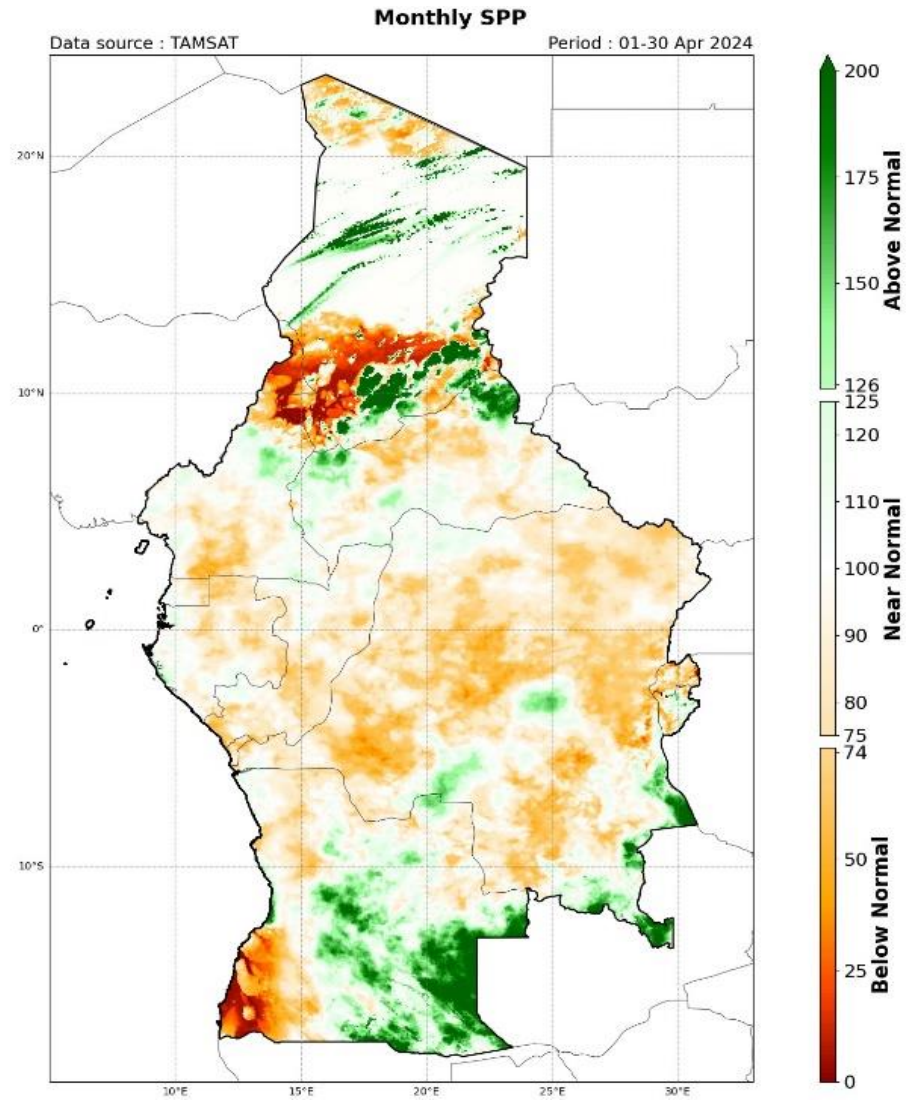 Monthly SPP
Data source : TAMSAT Period : 01-30 Apr 2024
20°N
10°N
0°
10°S
10°E 15°E 20°E 25°E 30°E
200
175
150
126
125
120
110
100
90
80
75
74
50
25
0
Above Normal
Near Normal
Below Normal